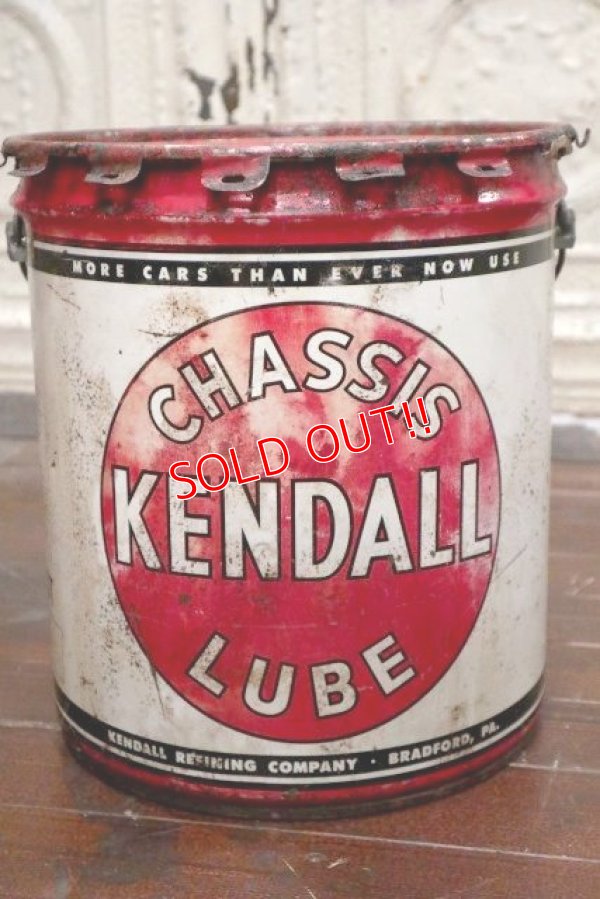 MORE CARS THAN EVER NOW USE
CHASSIS
SOLD OUT!!
KENDALL
LUBE
KENDALL REFINING COMPANY · BRADFORD, PA.